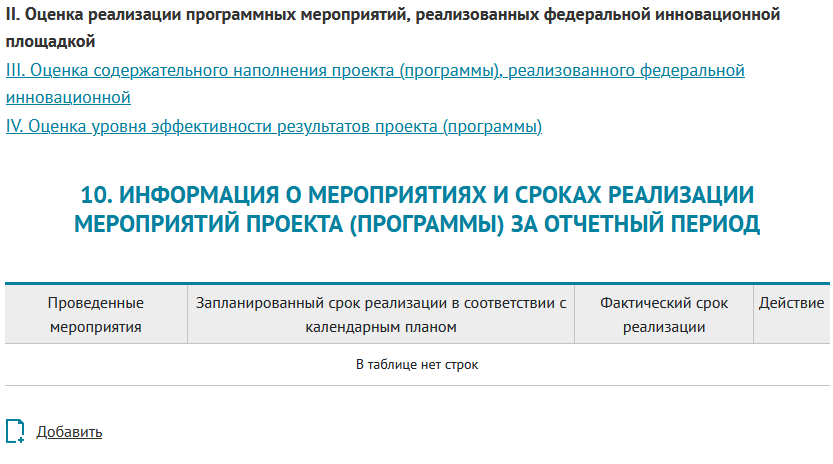 II. Оценка реализации программных мероприятий, реализованных федеральной инновационной
площадкой
III. Оценка содержательного наполнения проекта (программы), реализованного федеральной
инновационной
IV. Оценка уровня эффективности результатов проекта (программы)
10. ИНФОРМАЦИЯ О МЕРОПРИЯТИЯХ И СРОКАХ РЕАЛИЗАЦИИ
МЕРОПРИЯТИЙ ПРОЕКТА (ПРОГРАММЫ) ЗА ОТЧЕТНЫЙ ПЕРИОД
Проведенные
мероприятия
Запланированный срок реализации в соответствии с
календарным планом
Фактический срок
реализации
Действие
В таблице нет строк
Добавить